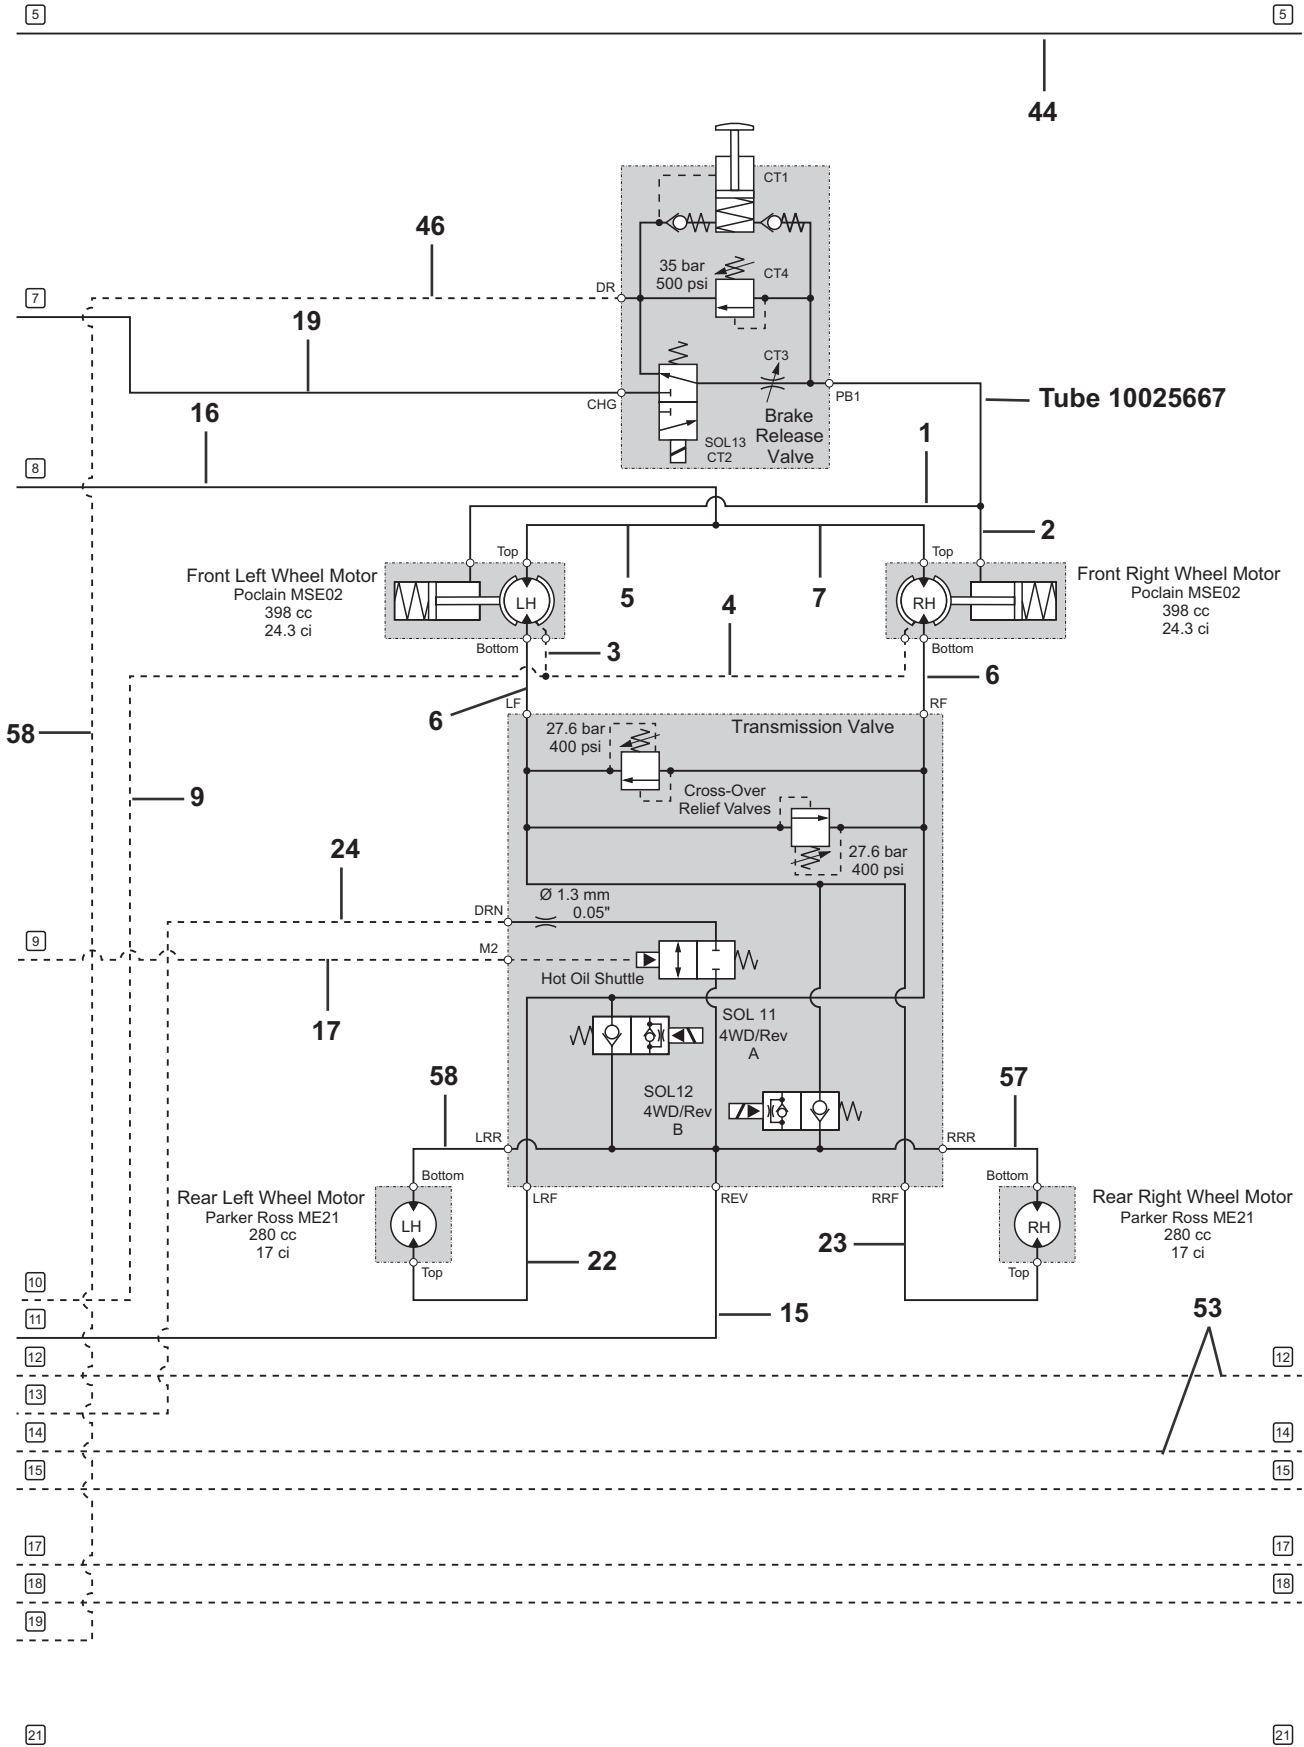 5
5
44
CT1
46
35 bar
500 psi
CT4
DR
7
19
CT3
CHG
PB1
Tube 10025667
16
Brake
Release
Valve
SOL13
CT2
1
8
2
Top
Top
Front Left Wheel Motor
Poclain MSE02
398 cc
24.3 ci
LH
5
4
7
RH
Front Right Wheel Motor
Poclain MSE02
398 cc
24.3 ci
Bottom
3
Bottom
6
LF
RF
6
58
27.6 bar
400 psi
Transmission Valve
9
Cross-Over
Relief Valves
24
27.6 bar
400 psi
Ø 1.3 mm
0.05"
DRN
9
M2
Hot Oil Shuttle
17
SOL 11
4WD/Rev
A
58
SOL12
4WD/Rev
B
57
LRR
RRR
Bottom
Bottom
Rear Left Wheel Motor
Parker Ross ME21
280 cc
17 ci
LH
LRF
REV
RRF
RH
Rear Right Wheel Motor
Parker Ross ME21
280 cc
17 ci
23
22
Top
Top
10
11
15
53
12
12
13
14
14
15
15
17
17
18
18
19
21
21